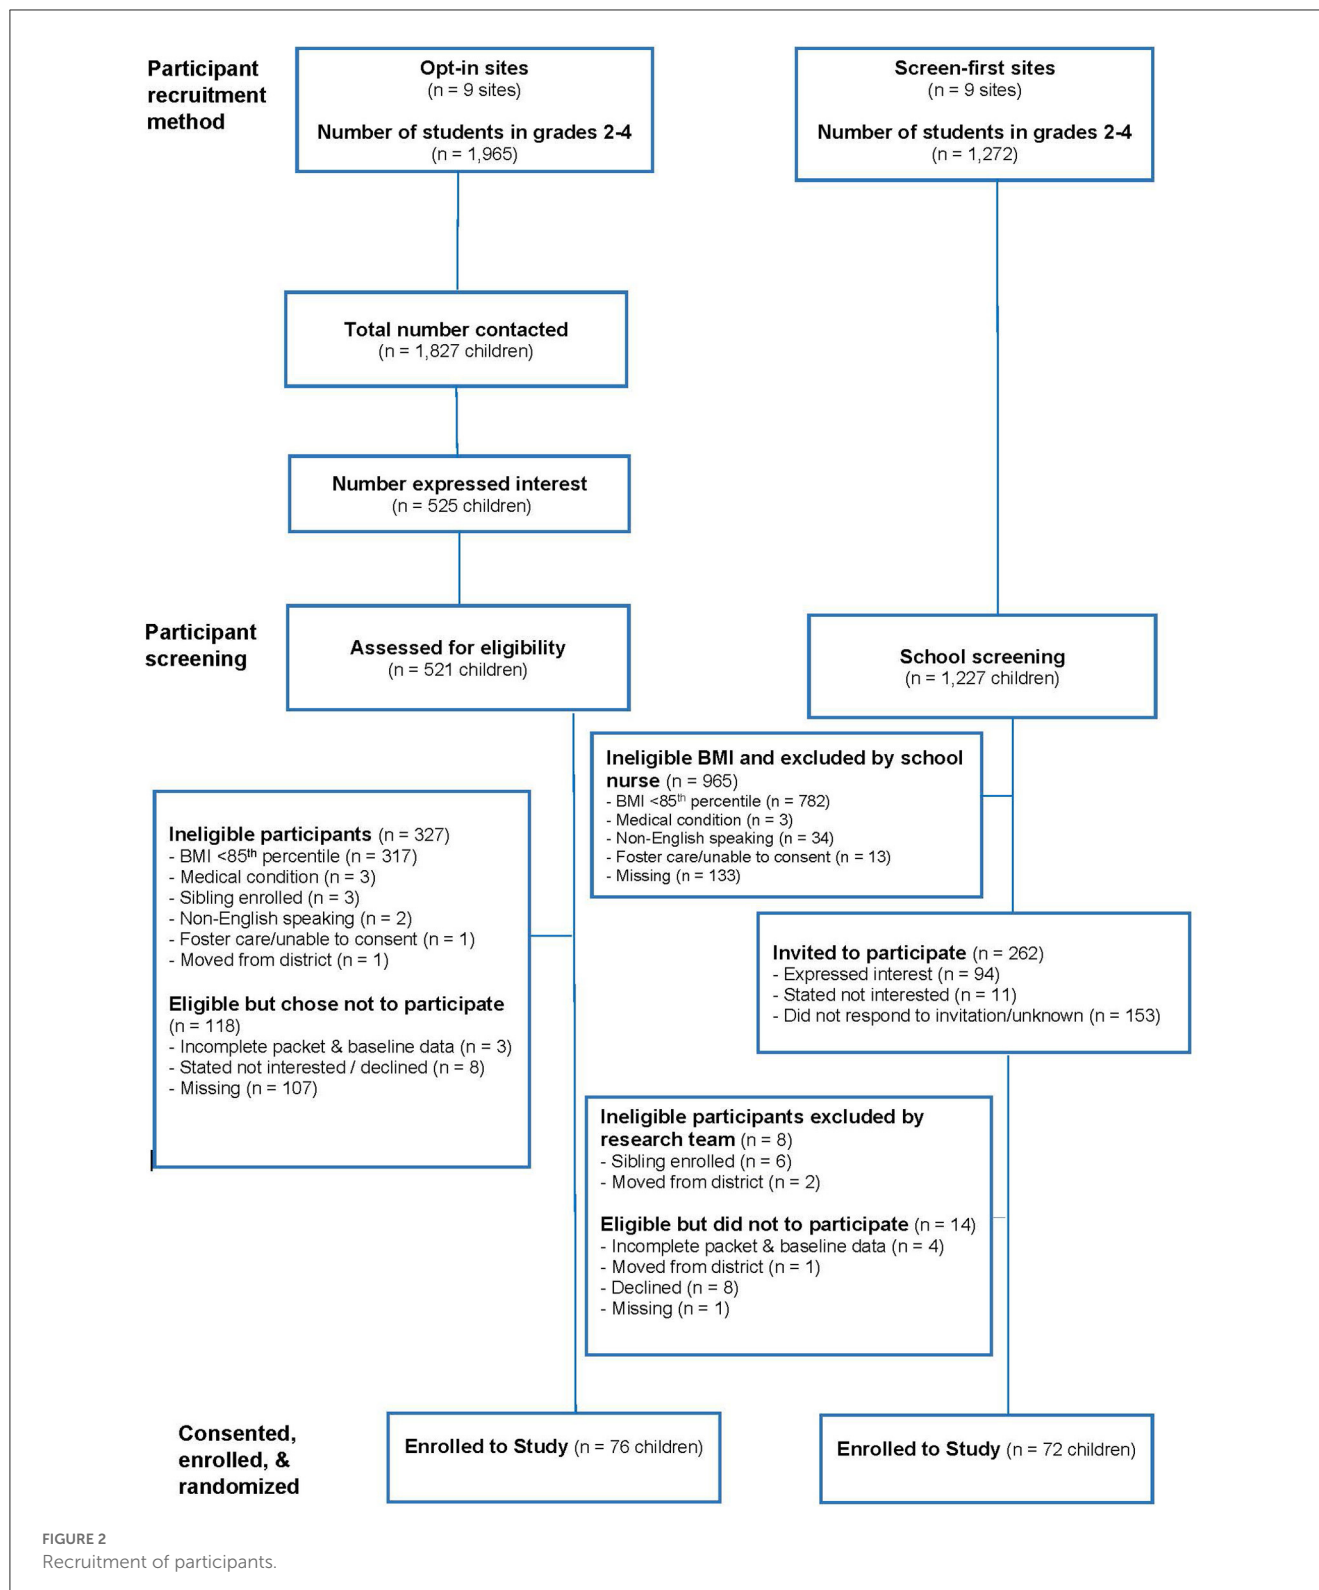 Participant
recruitment
method
Opt-in sites
(n = 9 sites)
Number of students in grades 2-4
(n = 1,965)
Screen-first sites
(n = 9 sites)
Number of students in grades 2-4
(n = 1,272)
Total number contacted
(n = 1,827 children)
Number expressed interest
(n = 525 children)
Participant
screening
Assessed for eligibility
(n = 521 children)
School screening
(n = 1,227 children)
Ineligible BMI and excluded by school
nurse (n = 965)
- BMI <85th percentile (n = 782)
- Medical condition (n = 3)
- Non-English speaking (n = 34)
- Foster care/unable to consent (n = 13)
- Missing (n = 133)
Ineligible participants (n = 327)
- BMI <85th percentile (n = 317)
- Medical condition (n = 3)
- Sibling enrolled (n = 3)
- Non-English speaking (n = 2)
- Foster care/unable to consent (n = 1)
- Moved from district (n = 1)
Eligible but chose not to participate
(n = 118)
- Incomplete packet & baseline data (n = 3)
- Stated not interested / declined (n = 8)
- Missing (n = 107)
Invited to participate (n = 262)
- Expressed interest (n = 94)
- Stated not interested (n = 11)
- Did not respond to invitation/unknown (n = 153)
Ineligible participants excluded by
research team (n = 8)
- Sibling enrolled (n = 6)
- Moved from district (n = 2)
Eligible but did not to participate (n = 14)
- Incomplete packet & baseline data (n = 4)
- Moved from district (n = 1)
- Declined (n = 8)
- Missing (n = 1)
Consented,
enrolled, &
randomized
Enrolled to Study (n = 76 children)
Enrolled to Study (n = 72 children)
FIGURE 2
Recruitment of participants.